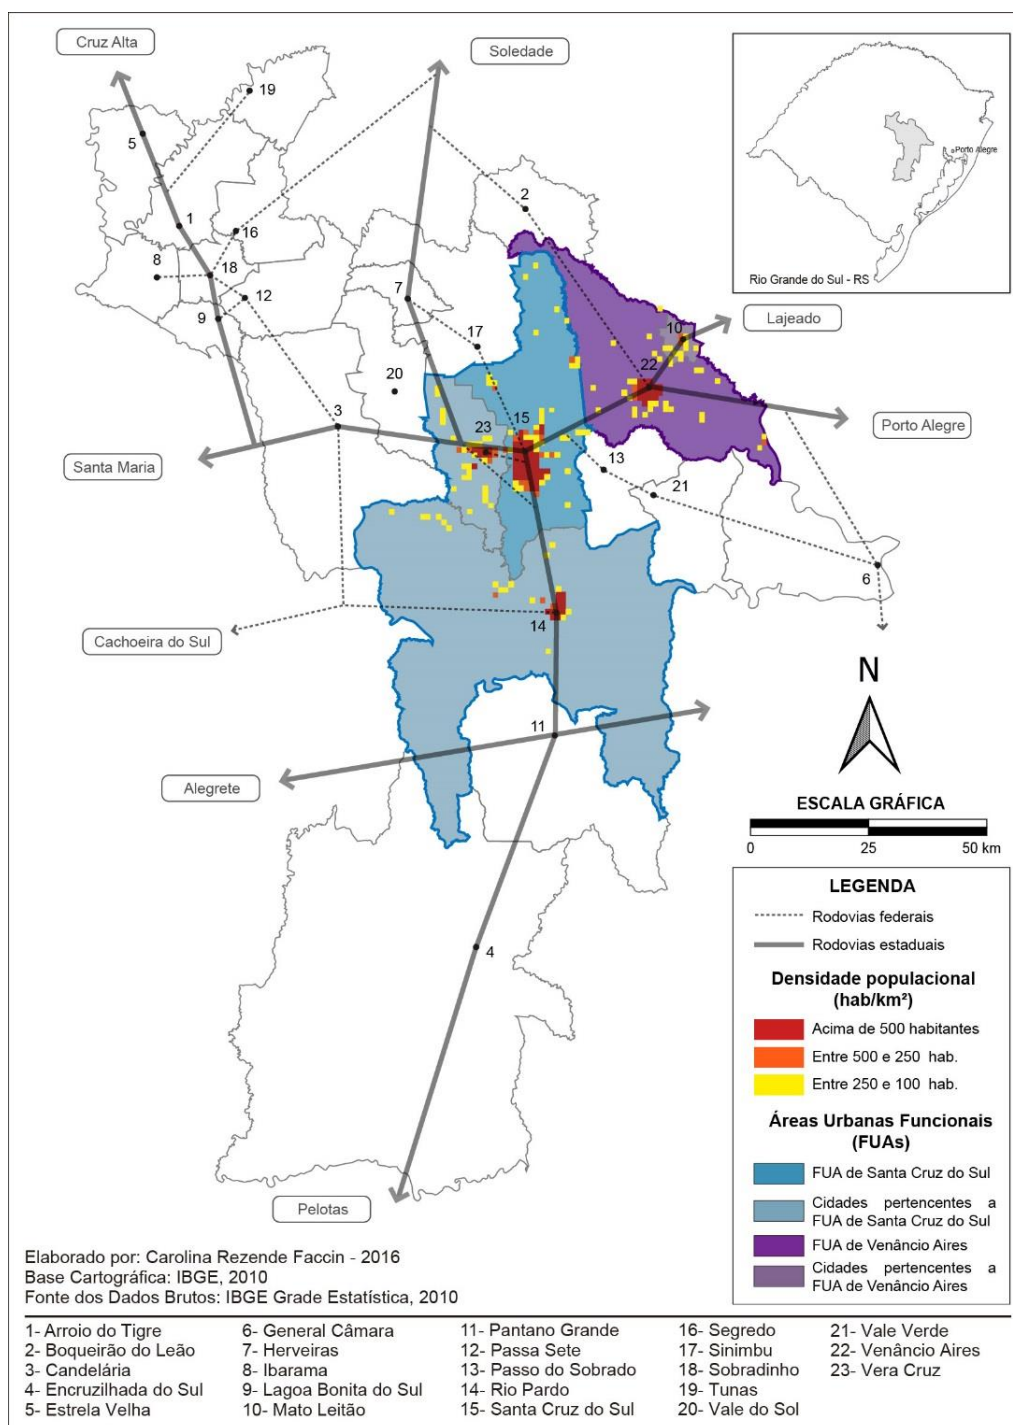 Cruz Alta
Soledade
19
5
2
1
16
8
18
7
12
9
17
10
Lajeado
22
20
3
15
23
Porto Alegre
Santa Maria
13
21
6
14
Cachoeira do Sul
11
Alegrete
4
Pelotas
Porto Alegre
Rio Grande do Sul - RS
N
ESCALA GRÁFICA
0 25 50 km
LEGENDA
Rodovias federais
Rodovias estaduais
Densidade populacional
(hab/km²)
Acima de 500 habitantes
Entre 500 e 250 hab.
Entre 250 e 100 hab.
Áreas Urbanas Funcionais
(FUAs)
FUA de Santa Cruz do Sul
Cidades pertencentes a
FUA de Santa Cruz do Sul
FUA de Venâncio Aires
Cidades pertencentes a
FUA de Venâncio Aires
Elaborado por: Carolina Rezende Faccin - 2016
Base Cartográfica: IBGE, 2010
Fonte dos Dados Brutos: IBGE Grade Estatística, 2010
1- Arroio do Tigre
2- Boqueirão do Leão
3- Candelária
4- Encruzilhada do Sul
5- Estrela Velha
6- General Câmara
7- Herveiras
8- Ibarama
9- Lagoa Bonita do Sul
10- Mato Leitão
11- Pantano Grande
12- Passa Sete
13- Passo do Sobrado
14- Rio Pardo
15- Santa Cruz do Sul
16- Segredo
17- Sinimbu
18- Sobradinho
19- Tunas
20- Vale do Sol
21- Vale Verde
22- Venâncio Aires
23- Vera Cruz